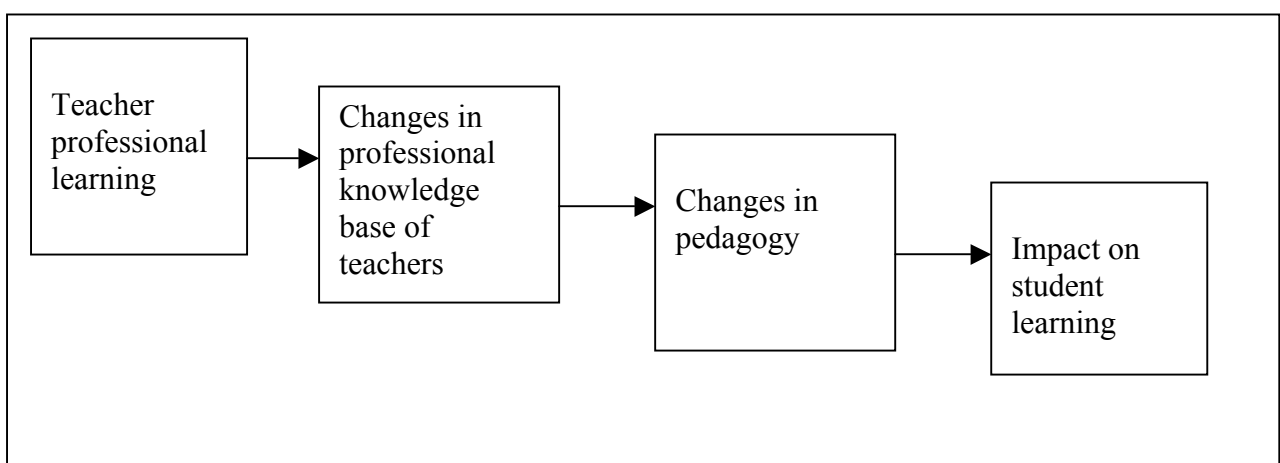 Teacher
professional
learning
Changes in
professional
knowledge
base of
teachers
Changes in
pedagogy
Impact on
student
learning